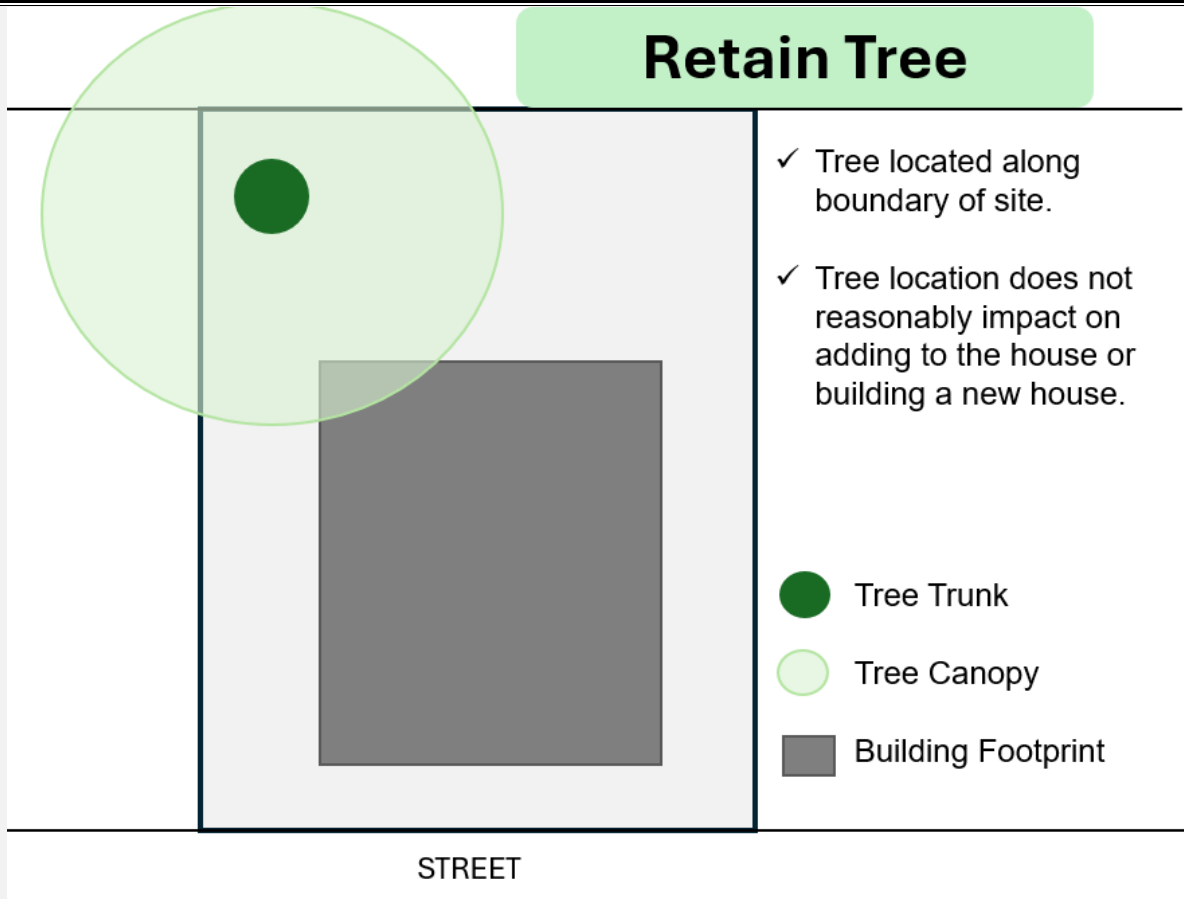 Retain Tree
✓ Tree located along
boundary of site.
✓ Tree location does not
reasonably impact on
adding to the house or
building a new house.
Tree Trunk
Tree Canopy
Building Footprint
STREET